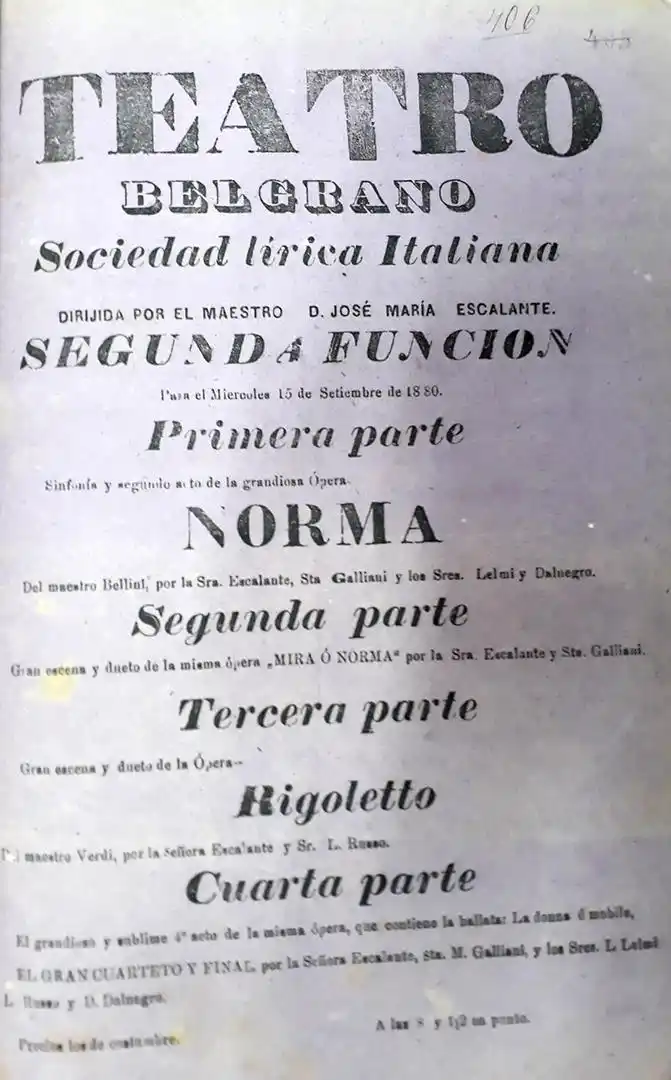 406
TEATRO
BELGRANO
Sociedad lírica Italiana
DIRIJIDA POR EL MAESTRO D. JOSÉ MARÍA ESCALANTE.
SEGUNDA FUNCION
Para el Miercoles 15 de Setiembre de 1880.
Primera parte
Sinfonía y segundo acto de la grandiosa Ópera
NORMA
Del maestro Bellini, por la Sra. Escalante, Sta Galliani y los Sres. Lelmi y Dalnegro.
Segunda parte
Gran escena y dueto de la misma ópera „MIRA Ó NORMA“ por la Sra. Escalante y Sta. Galliani.
Tercera parte
Gran escena y dueto de la Ópera--
Rigoletto
Del maestro Verdi, por la Señora Escalante y Sr. L. Russo.
Cuarta parte
El grandioso y sublime 4° acto de la misma ópera, que contiene la ballata: La donna é mobile,
EL GRAN CUARTETO Y FINAL por la Señora Escalante, Sta. M. Galliani, y los Sres. L Lelmi
L Russo y D. Dalnegro.
A las 8 y 1½ en punto.
Precios los de costumbre.